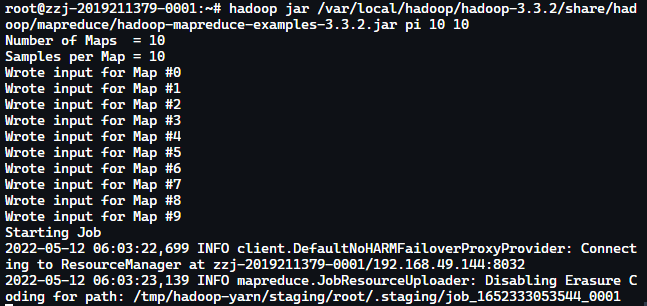 root@zzj-2019211379-0001:~# hadoop jar /var/local/hadoop/hadoop-3.3.2/share/had
oop/mapreduce/hadoop-mapreduce-examples-3.3.2.jar pi 10 10
Number of Maps  = 10
Samples per Map = 10
Wrote input for Map #0
Wrote input for Map #1
Wrote input for Map #2
Wrote input for Map #3
Wrote input for Map #4
Wrote input for Map #5
Wrote input for Map #6
Wrote input for Map #7
Wrote input for Map #8
Wrote input for Map #9
Starting Job
2022-05-12 06:03:22,699 INFO client.DefaultNoHARMFailoverProxyProvider: Connect
ing to ResourceManager at zzj-2019211379-0001/192.168.49.144:8032
2022-05-12 06:03:23,139 INFO mapreduce.JobResourceUploader: Disabling Erasure C
oding for path: /tmp/hadoop-yarn/staging/root/.staging/job_1652333053544_0001